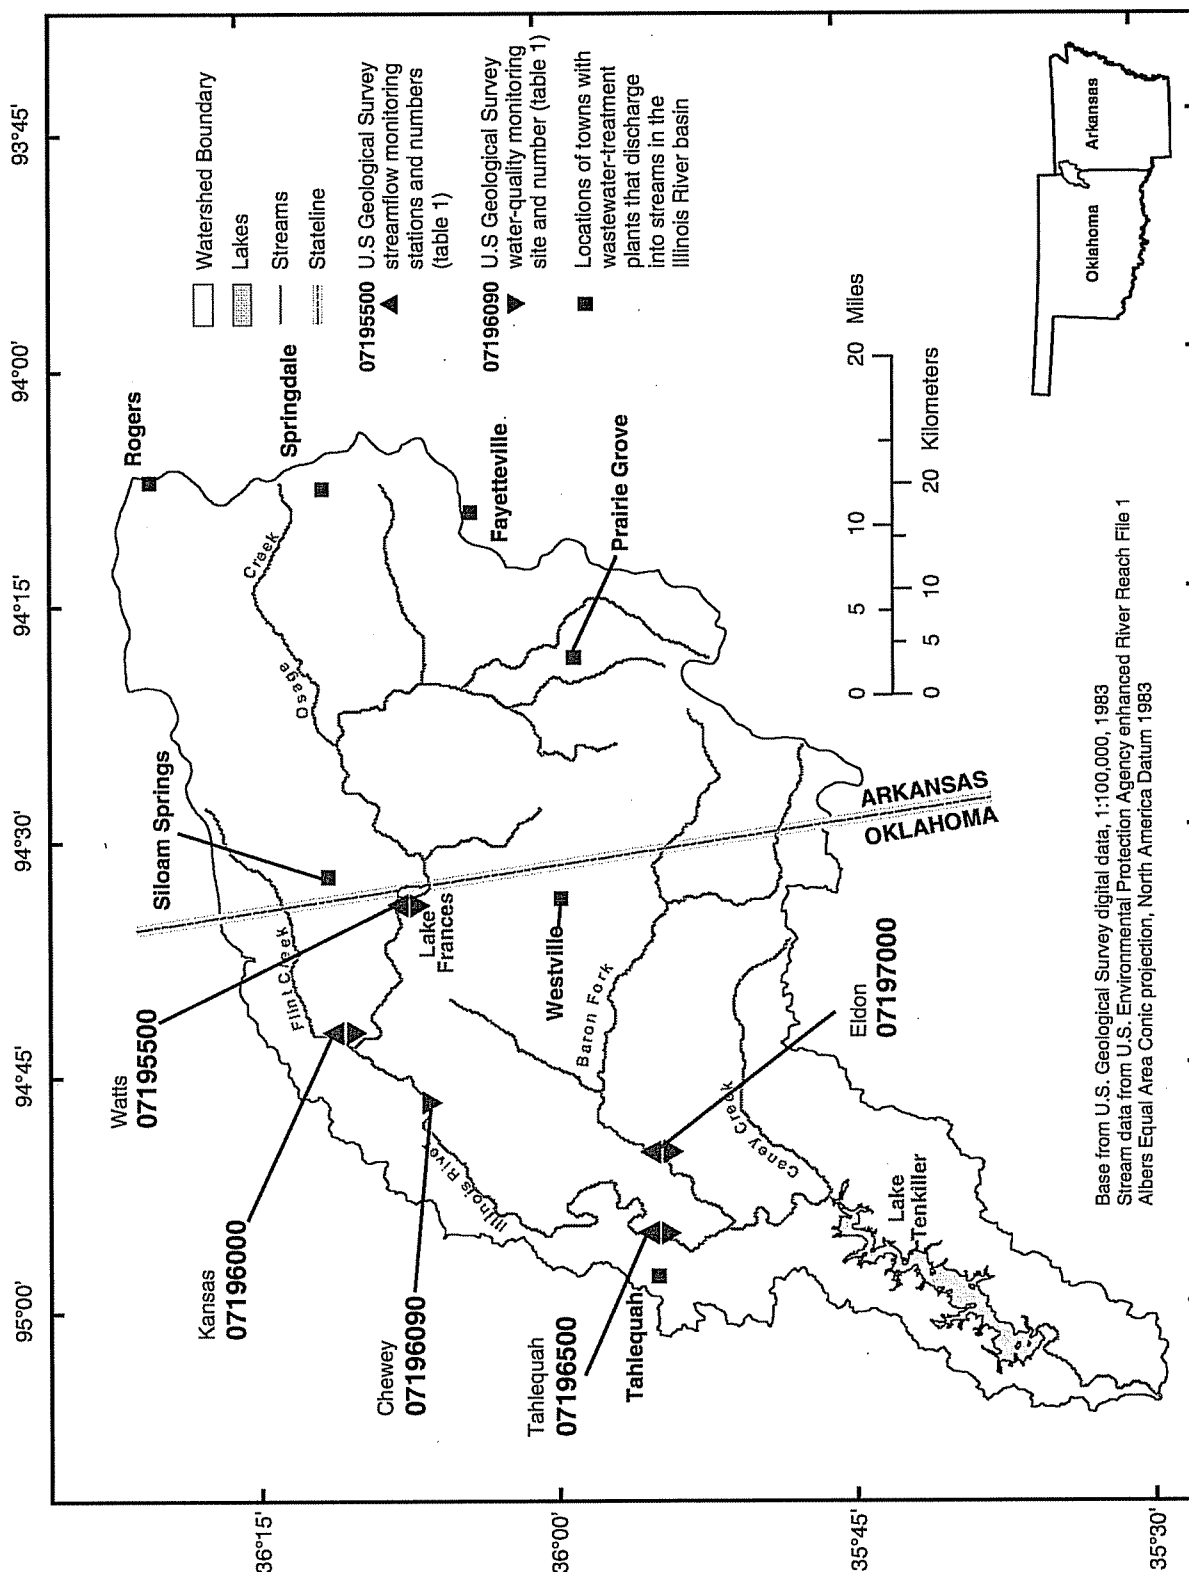 95°00'
94°45'
94°30'
94°15'
94°00'
93°45'
36°15'
36°00'
35°45'
35°30'
Watts
07195500
Kansas
07196000
Chewey
07196090
Tahlequah
07196500
Tahlequah
Siloam Springs
Rogers
Springdale
Fayetteville
Prairie Grove
Westville
Eldon
07197000
Flint Creek
Osage
Creek
Illinois River
Baron Fork
Caney Creek
Lake
Frances
Lake
Tenkiller
ARKANSAS
OKLAHOMA
Watershed Boundary
Lakes
Streams
Stateline
07195500 U.S Geological Survey
streamflow monitoring
stations and numbers
(table 1)
07196090 U.S Geological Survey
water-quality monitoring
site and number (table 1)
Locations of towns with
wastewater-treatment
plants that discharge
into streams in the
Illinois River basin
0 5 10 20 Miles
0 5 10 20 Kilometers
Oklahoma
Arkansas
Base from U.S. Geological Survey digital data, 1:100,000, 1983
Stream data from U.S. Environmental Protection Agency enhanced River Reach File 1
Albers Equal Area Conic projection, North America Datum 1983